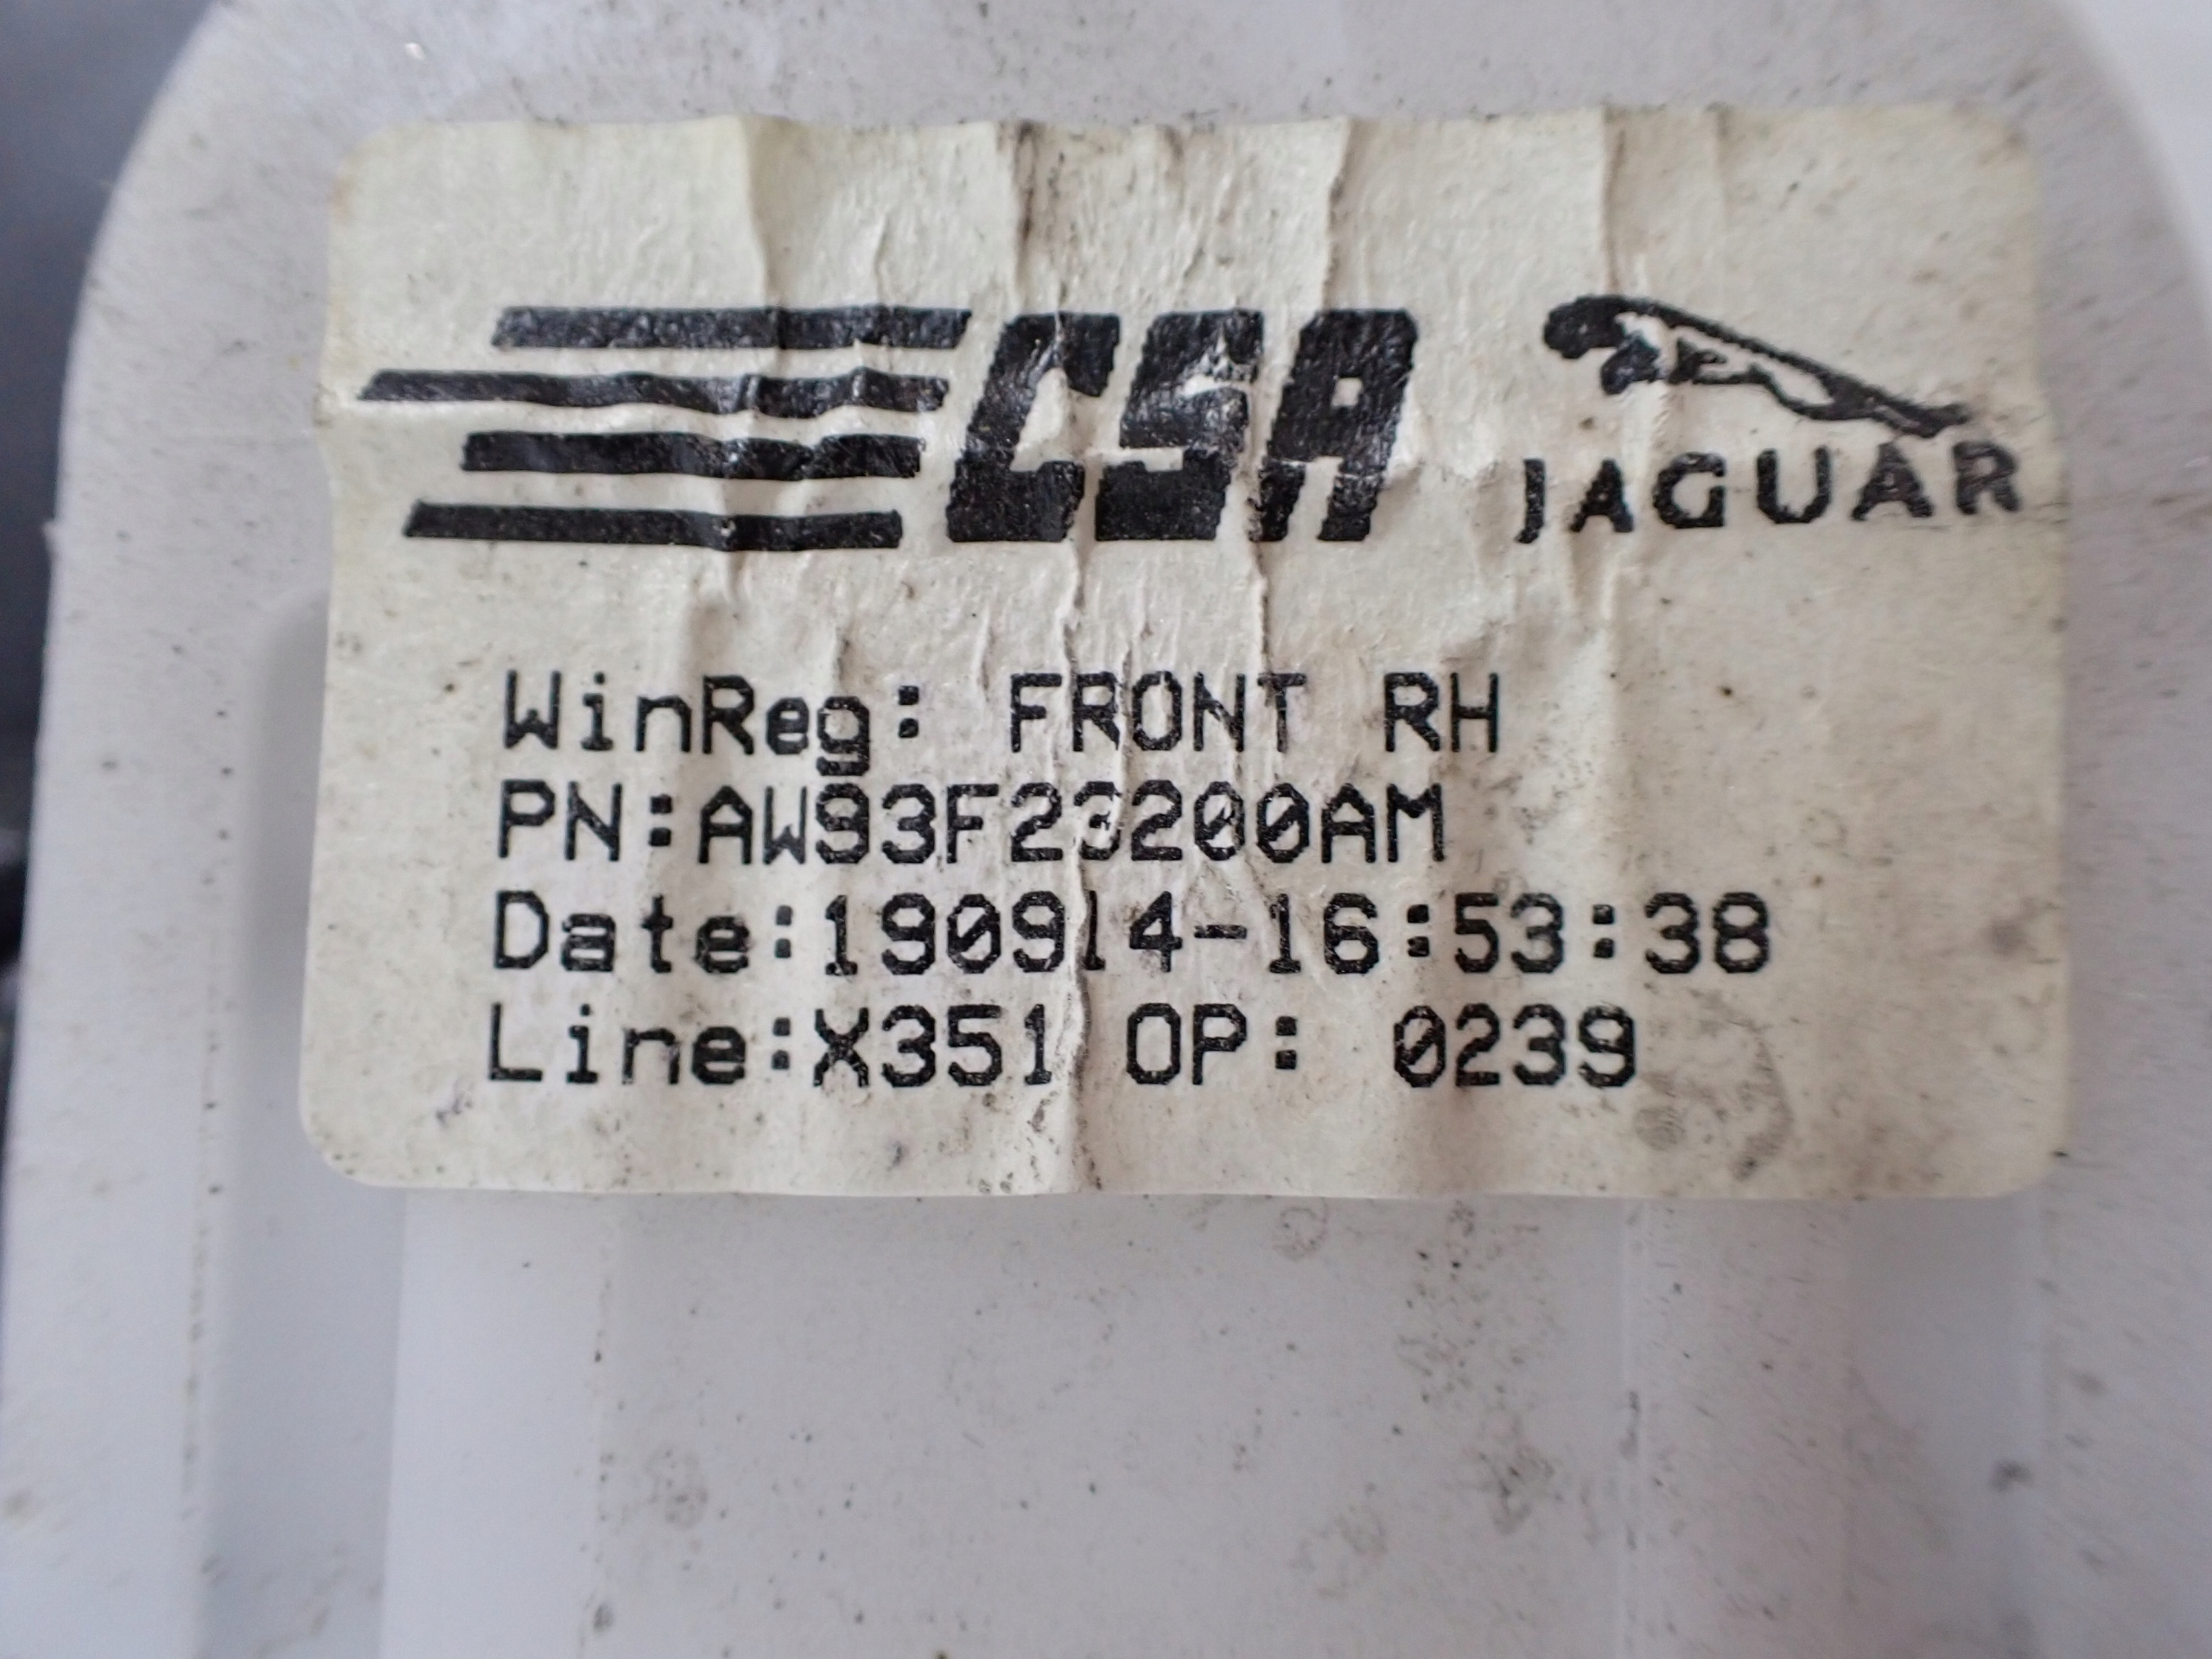 CSA JAGUAR
WinReg: FRONT RH
PN:AW93F23200AM
Date:190914-16:53:38
Line:X351 OP: 0239